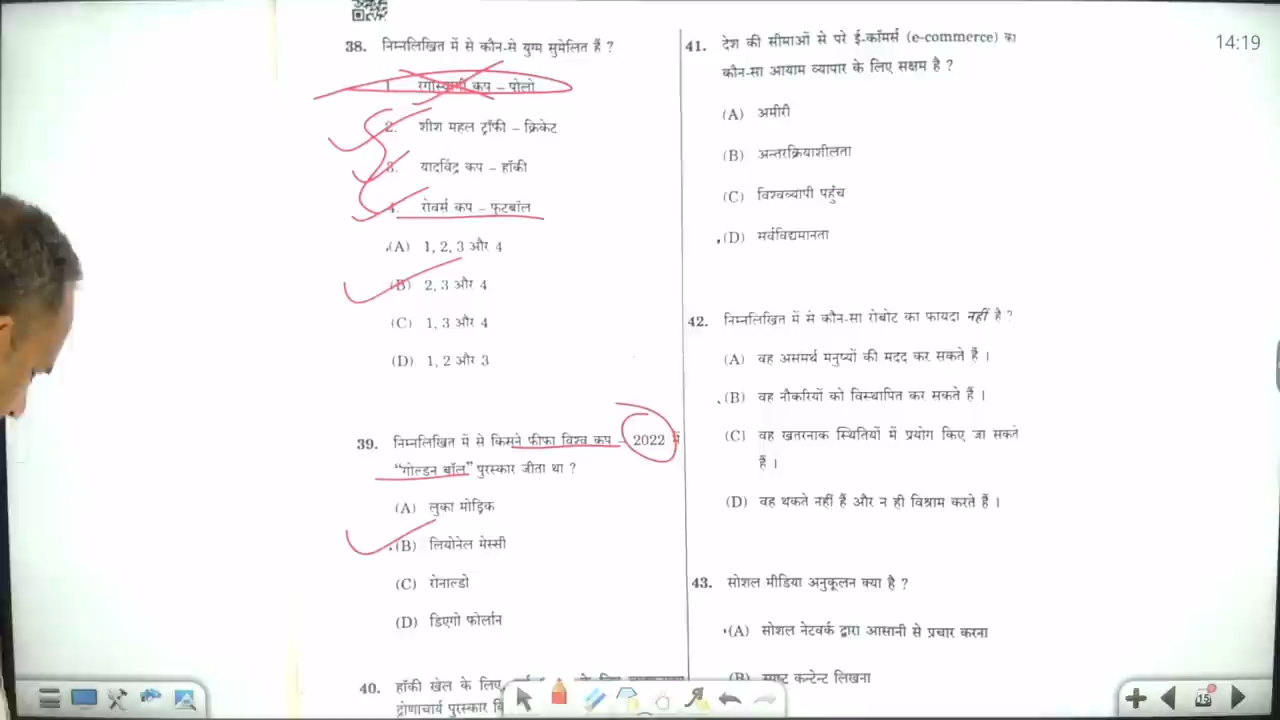 38. निम्नलिखित में से कौन-से युग्म सुमेलित हैं ?
1. रंगास्वामी कप – पोलो
2. शीश महल ट्रॉफी – क्रिकेट
3. यादविंद्र कप – हॉकी
4. रोवर्स कप – फुटबॉल
(A) 1, 2, 3 और 4
(B) 2, 3 और 4
(C) 1, 3 और 4
(D) 1, 2 और 3
39. निम्नलिखित में से किसने फीफा विश्व कप – 2022 में
“गोल्डन बॉल” पुरस्कार जीता था ?
(A) लुका मोड्रिक
(B) लियोनेल मेस्सी
(C) रोनाल्डो
(D) डिएगो फोर्लान
40. हॉकी खेल के लिए
द्रोणाचार्य पुरस्कार
41. देश की सीमाओं से परे ई-कॉमर्स (e-commerce) का
कौन-सा आयाम व्यापार के लिए सक्षम है ?
(A) अमीरी
(B) अन्तरक्रियाशीलता
(C) विश्वव्यापी पहुँच
(D) सर्वविद्यमानता
42. निम्नलिखित में से कौन-सा रोबोट का फायदा नहीं है ?
(A) वह असमर्थ मनुष्यों की मदद कर सकते हैं ।
(B) वह नौकरियों को विस्थापित कर सकते हैं ।
(C) वह खतरनाक स्थितियों में प्रयोग किए जा सकते
हैं ।
(D) वह थकते नहीं हैं और न ही विश्राम करते हैं ।
43. सोशल मीडिया अनुकूलन क्या है ?
(A) सोशल नेटवर्क द्वारा आसानी से प्रचार करना
(B) स्पष्ट कन्टेन्ट लिखना
14:19
15